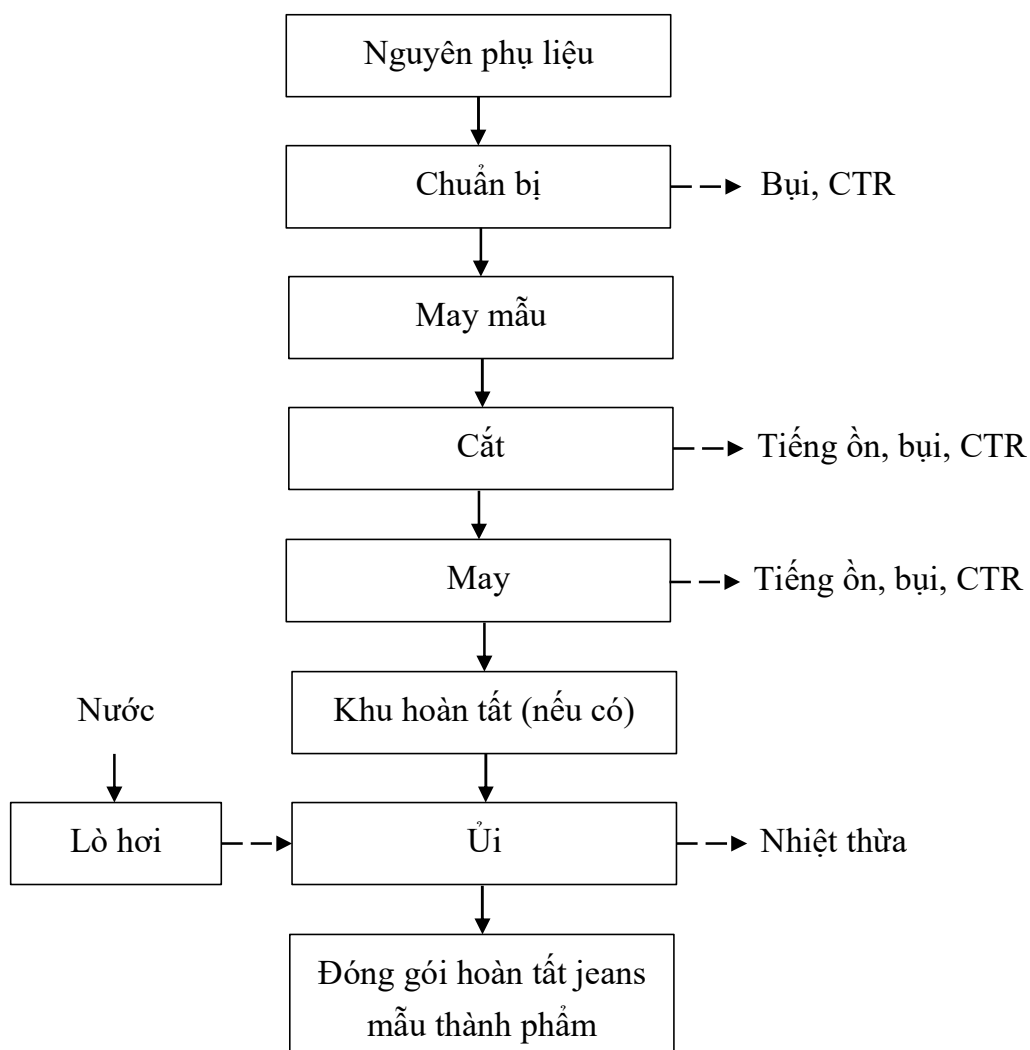 Nguyên phụ liệu
Chuẩn bị
Bụi, CTR
May mẫu
Cắt
Tiếng ồn, bụi, CTR
May
Tiếng ồn, bụi, CTR
Khu hoàn tất (nếu có)
Nước
Lò hơi
Ủi
Nhiệt thừa
Đóng gói hoàn tất jeans
mẫu thành phẩm